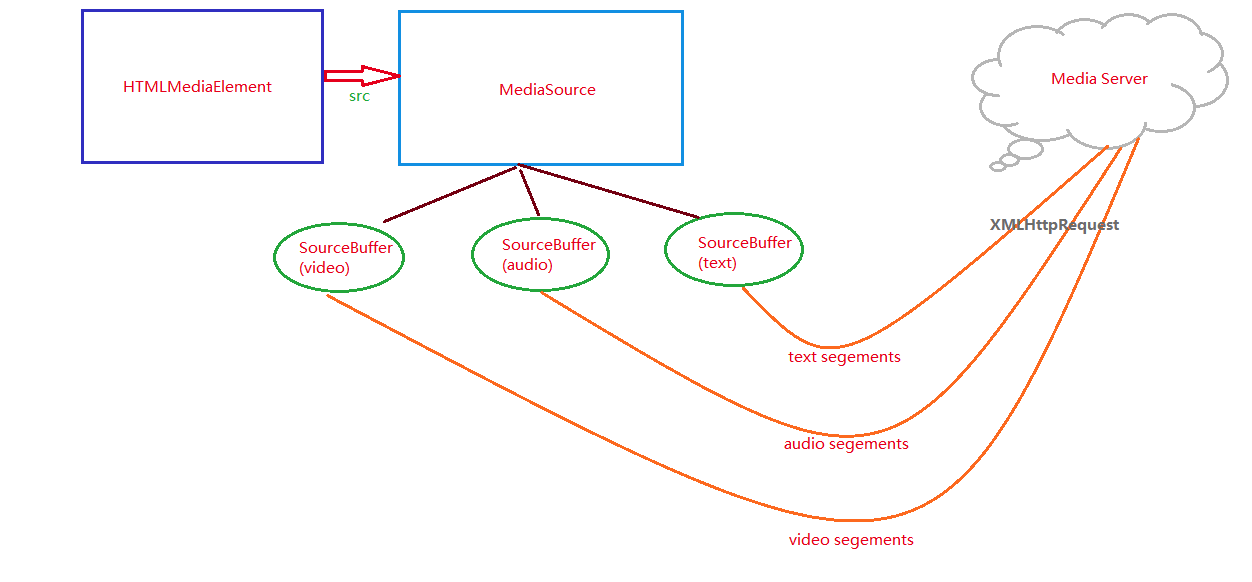 HTMLMediaElement
src
MediaSource
Media Server
SourceBuffer
(video)
SourceBuffer
(audio)
SourceBuffer
(text)
XMLHttpRequest
text segements
audio segements
video segements